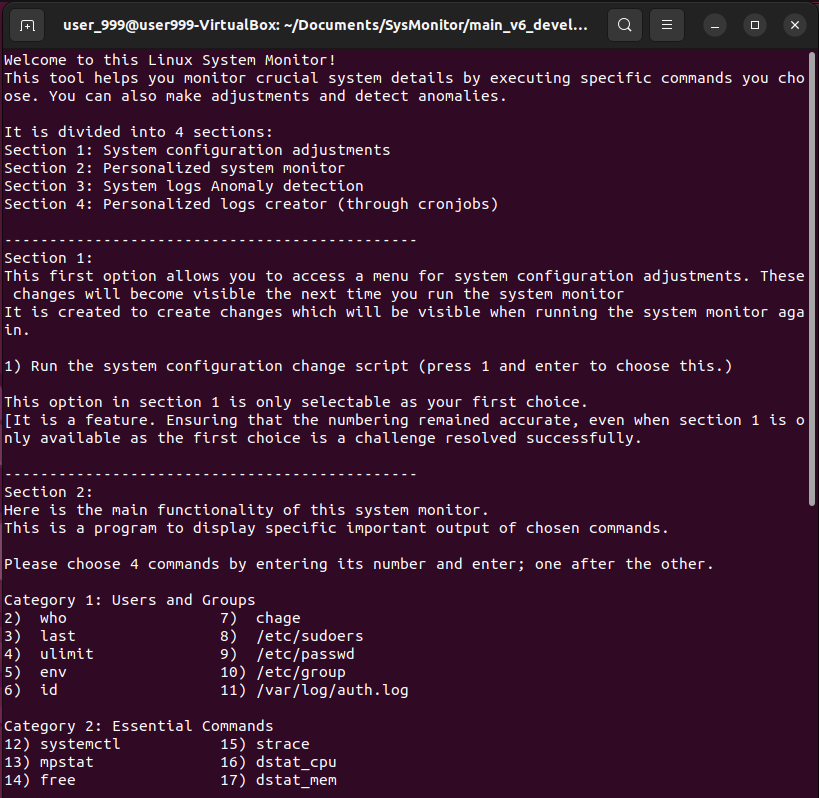 user_999@user999-VirtualBox: ~/Documents/SysMonitor/main_v6_devel...
Welcome to this Linux System Monitor!
This tool helps you monitor crucial system details by executing specific commands you cho
ose. You can also make adjustments and detect anomalies.
It is divided into 4 sections:
Section 1: System configuration adjustments
Section 2: Personalized system monitor
Section 3: System logs Anomaly detection
Section 4: Personalized logs creator (through cronjobs)
----------------------------------------------
Section 1:
This first option allows you to access a menu for system configuration adjustments. These
 changes will become visible the next time you run the system monitor
It is created to create changes which will be visible when running the system monitor aga
in.
1) Run the system configuration change script (press 1 and enter to choose this.)
This option in section 1 is only selectable as your first choice.
[It is a feature. Ensuring that the numbering remained accurate, even when section 1 is o
nly available as the first choice is a challenge resolved successfully.
----------------------------------------------
Section 2:
Here is the main functionality of this system monitor.
This is a program to display specific important output of chosen commands.
Please choose 4 commands by entering its number and enter; one after the other.
Category 1: Users and Groups
2)  who                 7)  chage
3)  last                8)  /etc/sudoers
4)  ulimit              9)  /etc/passwd
5)  env                 10) /etc/group
6)  id                  11) /var/log/auth.log
Category 2: Essential Commands
12) systemctl           15) strace
13) mpstat              16) dstat_cpu
14) free                17) dstat_mem